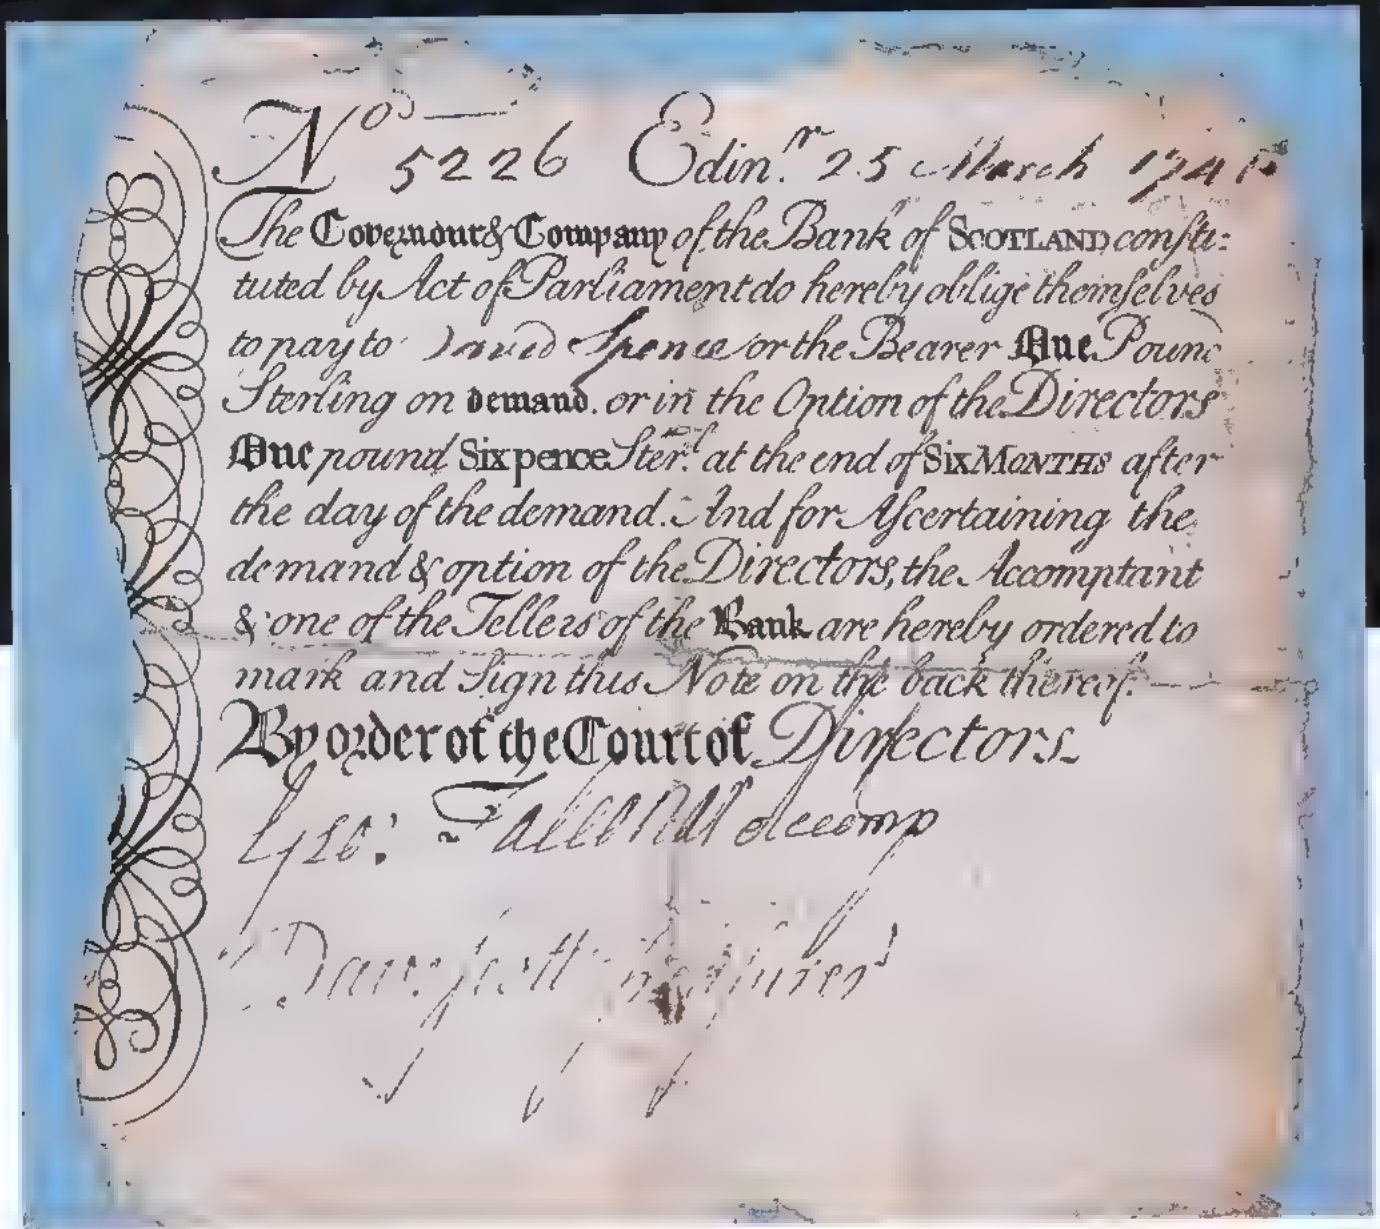 No 5226 Edinr. 25 March
The Governour & Company of the Bank of SCOTLAND consti:
tuted by Act of Parliament do hereby oblige themselves
to pay to David Spence or the Bearer One Pound
Sterling on demand. or in the Option of the Directors
One pound Six pence Ster: at the end of Six MONTHS after
the day of the demand. And for Ascertaining the
demand & option of the Directors, the Accomptant
& one of the Tellers of the Bank are hereby ordered to
mark and Sign this Note on the back thereof.
By order of the Court of Directors.
Geo: Accomp